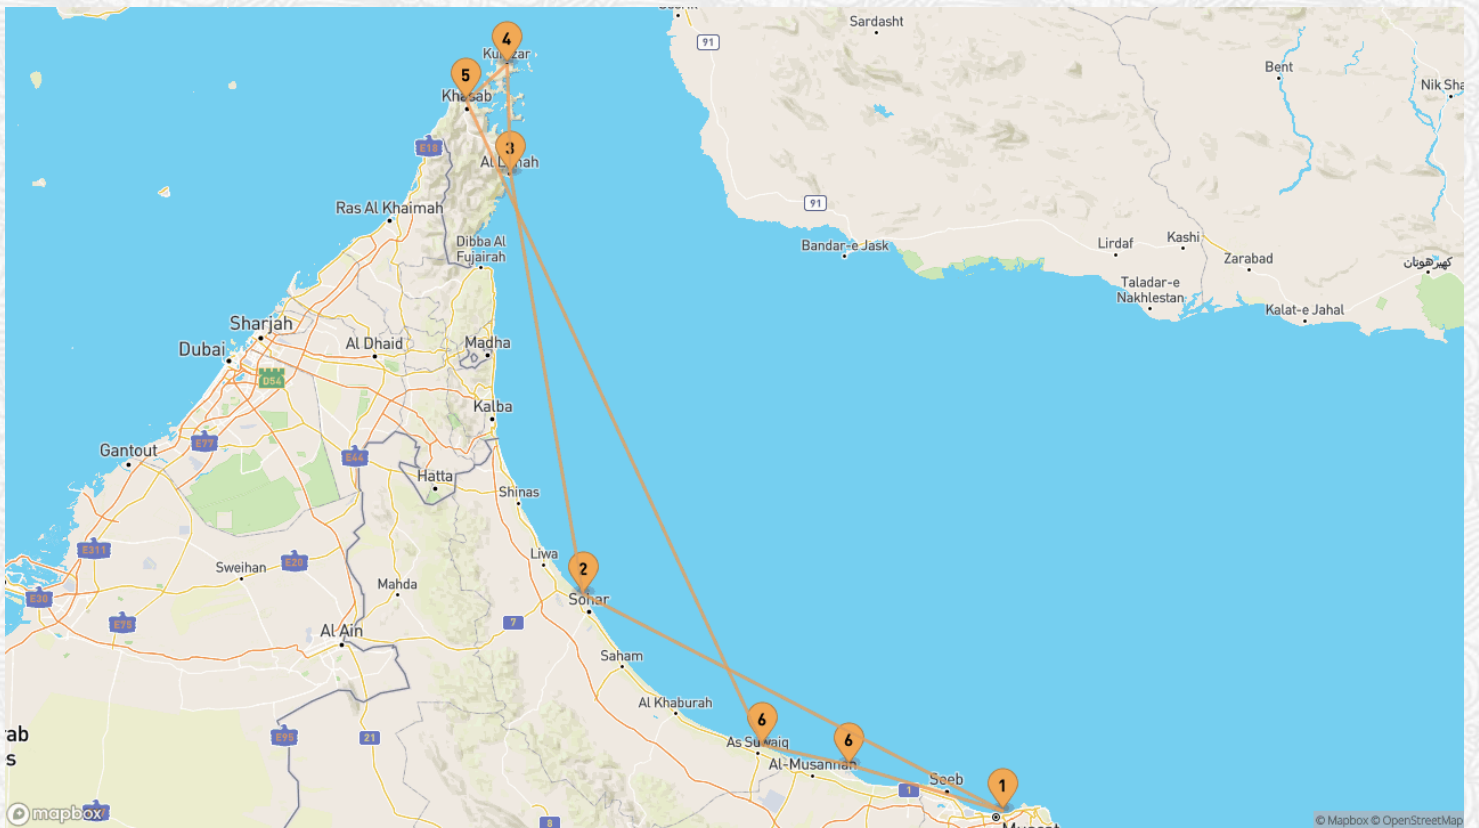 Sardasht
91
Bent
Nik Sha
4
Kumzar
5
Khasab
E18
3
Al Limah
91
Ras Al Khaimah
Dibba Al
Fujairah
Bandar-e Jask
Lirdaf
Kashi
Zarabad
کهیرهوتان
Taladar-e
Nakhlestan
Kalat-e Jahal
Sharjah
Dubai
Al Dhaid
Madha
D54
Kalba
Gantout
E77
E44
Hatta
Shinas
E311
E20
Liwa
Sweihan
Mahda
2
Sohar
E30
E75
7
Al Ain
Saham
Al Khaburah
6
As Suwaiq
6
Al-Musannah
rab
s
E95
21
Seeb
1
1
Muscat
8
mapbox
© Mapbox © OpenStreetMap